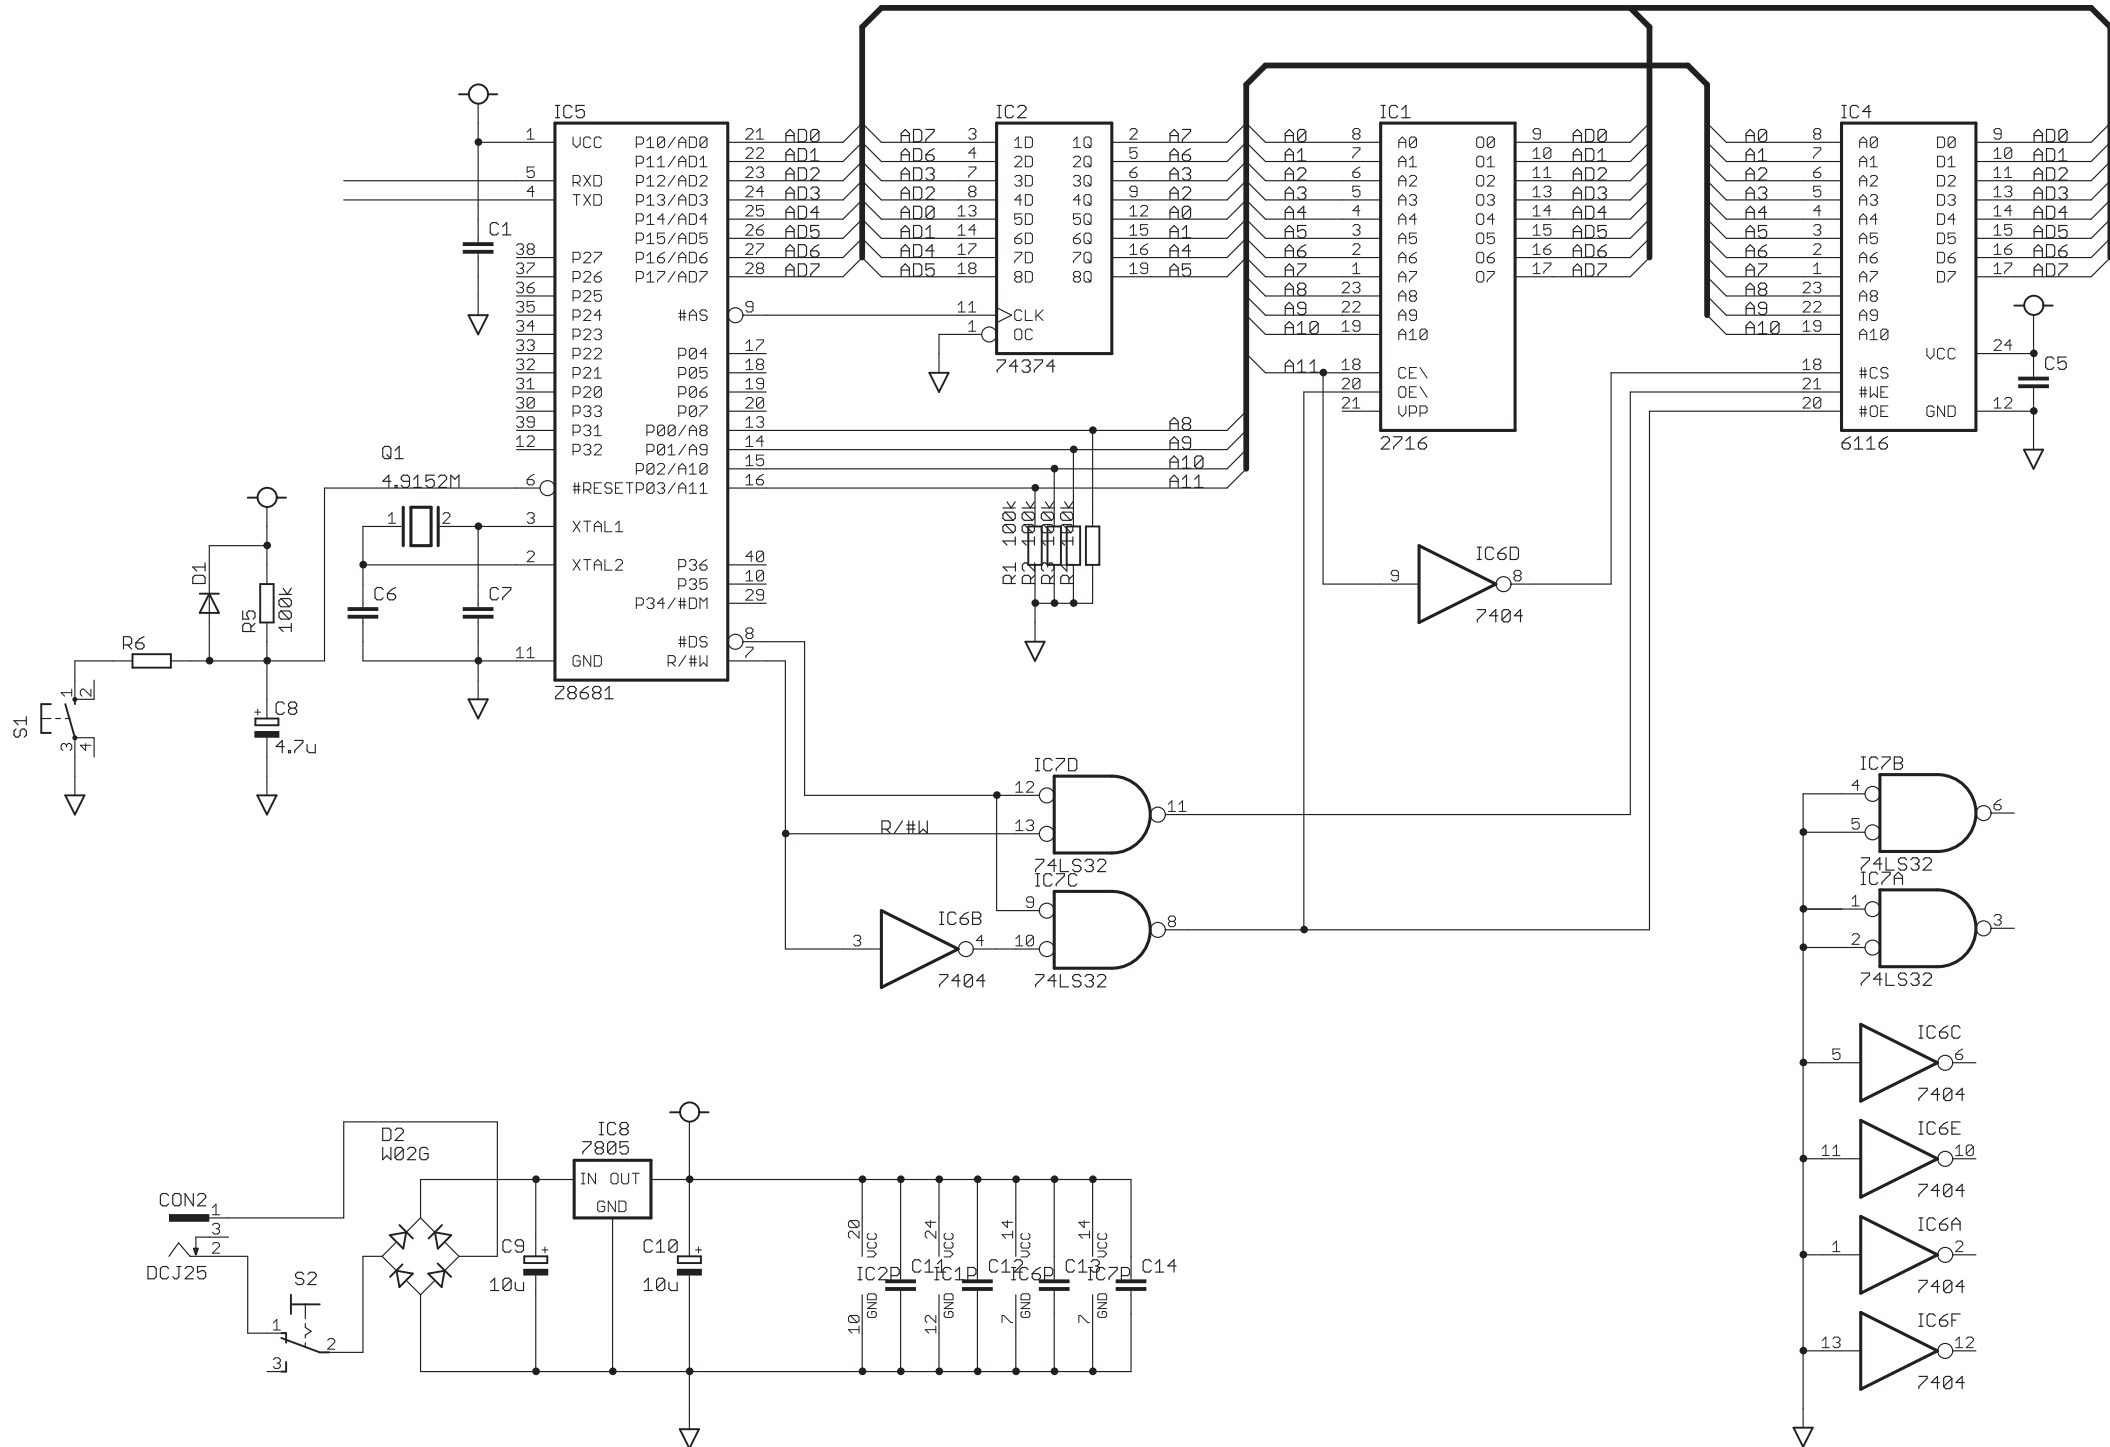 IC5
1 VCC P10/AD0 21 AD0
P11/AD1 22 AD1
5 RXD P12/AD2 23 AD2
4 TXD P13/AD3 24 AD3
P14/AD4 25 AD4
P15/AD5 26 AD5
38 P27 P16/AD6 27 AD6
37 P26 P17/AD7 28 AD7
36 P25
35 P24 #AS 9
34 P23
33 P22 P04 17
32 P21 P05 18
31 P20 P06 19
30 P33 P07 20
39 P31 P00/A8 13 A8
12 P32 P01/A9 14 A9
P02/A10 15 A10
6 #RESET P03/A11 16 A11
3 XTAL1
2 XTAL2 P36 40
P35 10
P34/#DM 29
#DS 8
11 GND R/#W 7
Z8681
C1
Q1
4.9152M
1 2
C6
C7
D1
R5
100k
R6
S1
1 2
3 4
C8
+
4.7u
IC2
AD7 3 1D 1Q 2 A7
AD6 4 2D 2Q 5 A6
AD3 7 3D 3Q 6 A3
AD2 8 4D 4Q 9 A2
AD0 13 5D 5Q 12 A0
AD1 14 6D 6Q 15 A1
AD4 17 7D 7Q 16 A4
AD5 18 8D 8Q 19 A5
11 CLK
1 OC
74374
R1 100k
R2 100k
R3 100k
R4 100k
IC1
A0 8 A0 O0 9 AD0
A1 7 A1 O1 10 AD1
A2 6 A2 O2 11 AD2
A3 5 A3 O3 13 AD3
A4 4 A4 O4 14 AD4
A5 3 A5 O5 15 AD5
A6 2 A6 O6 16 AD6
A7 1 A7 O7 17 AD7
A8 23 A8
A9 22 A9
A10 19 A10
A11 18 CE\
20 OE\
21 VPP
2716
IC4
A0 8 A0 D0 9 AD0
A1 7 A1 D1 10 AD1
A2 6 A2 D2 11 AD2
A3 5 A3 D3 13 AD3
A4 4 A4 D4 14 AD4
A5 3 A5 D5 15 AD5
A6 2 A6 D6 16 AD6
A7 1 A7 D7 17 AD7
A8 23 A8
A9 22 A9
A10 19 A10
VCC 24
18 #CS
21 #WE
20 #OE GND 12
6116
C5
IC6D
9 8
7404
IC7D
12 11
R/#W 13
74LS32
IC7C
9 8
10
74LS32
IC6B
3 4
7404
IC7B
4 6
5
74LS32
IC7A
1 3
2
74LS32
IC6C
5 6
7404
IC6E
11 10
7404
IC6A
1 2
7404
IC6F
13 12
7404
CON2
1
3
2
DCJ25
S2
1
2
3
D2
W02G
C9
+
10u
IC8
7805
IN OUT
GND
C10
+
10u
20 VCC
IC2P
10 GND
C11
24 VCC
IC1P
12 GND
C12
14 VCC
IC6P
7 GND
C13
14 VCC
IC7P
7 GND
C14